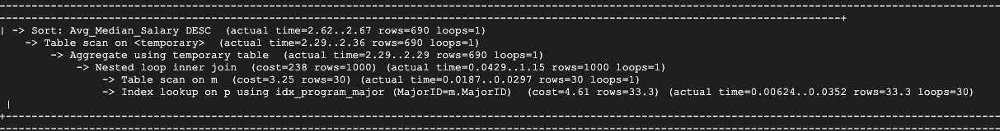 -----------------------------------------------------------------------------------------------------------------------------------------------------------
-----------------------------------------------------------------------------------------------------------------------------------+
| -> Sort: Avg_Median_Salary DESC  (actual time=2.62..2.67 rows=690 loops=1)
    -> Table scan on <temporary>  (actual time=2.29..2.36 rows=690 loops=1)
        -> Aggregate using temporary table  (actual time=2.29..2.29 rows=690 loops=1)
            -> Nested loop inner join  (cost=238 rows=1000) (actual time=0.0429..1.15 rows=1000 loops=1)
                -> Table scan on m  (cost=3.25 rows=30) (actual time=0.0187..0.0297 rows=30 loops=1)
                -> Index lookup on p using idx_program_major (MajorID=m.MajorID)  (cost=4.61 rows=33.3) (actual time=0.00624..0.0352 rows=33.3 loops=30)
 |
+----------------------------------------------------------------------------------------------------------------------------------------------------------
-----------------------------------------------------------------------------------------------------------------------------------------------------------